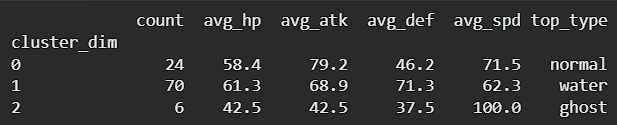 count avg_hp avg_atk avg_def avg_spd top_type
cluster_dim
0 24 58.4 79.2 46.2 71.5 normal
1 70 61.3 68.9 71.3 62.3 water
2 6 42.5 42.5 37.5 100.0 ghost